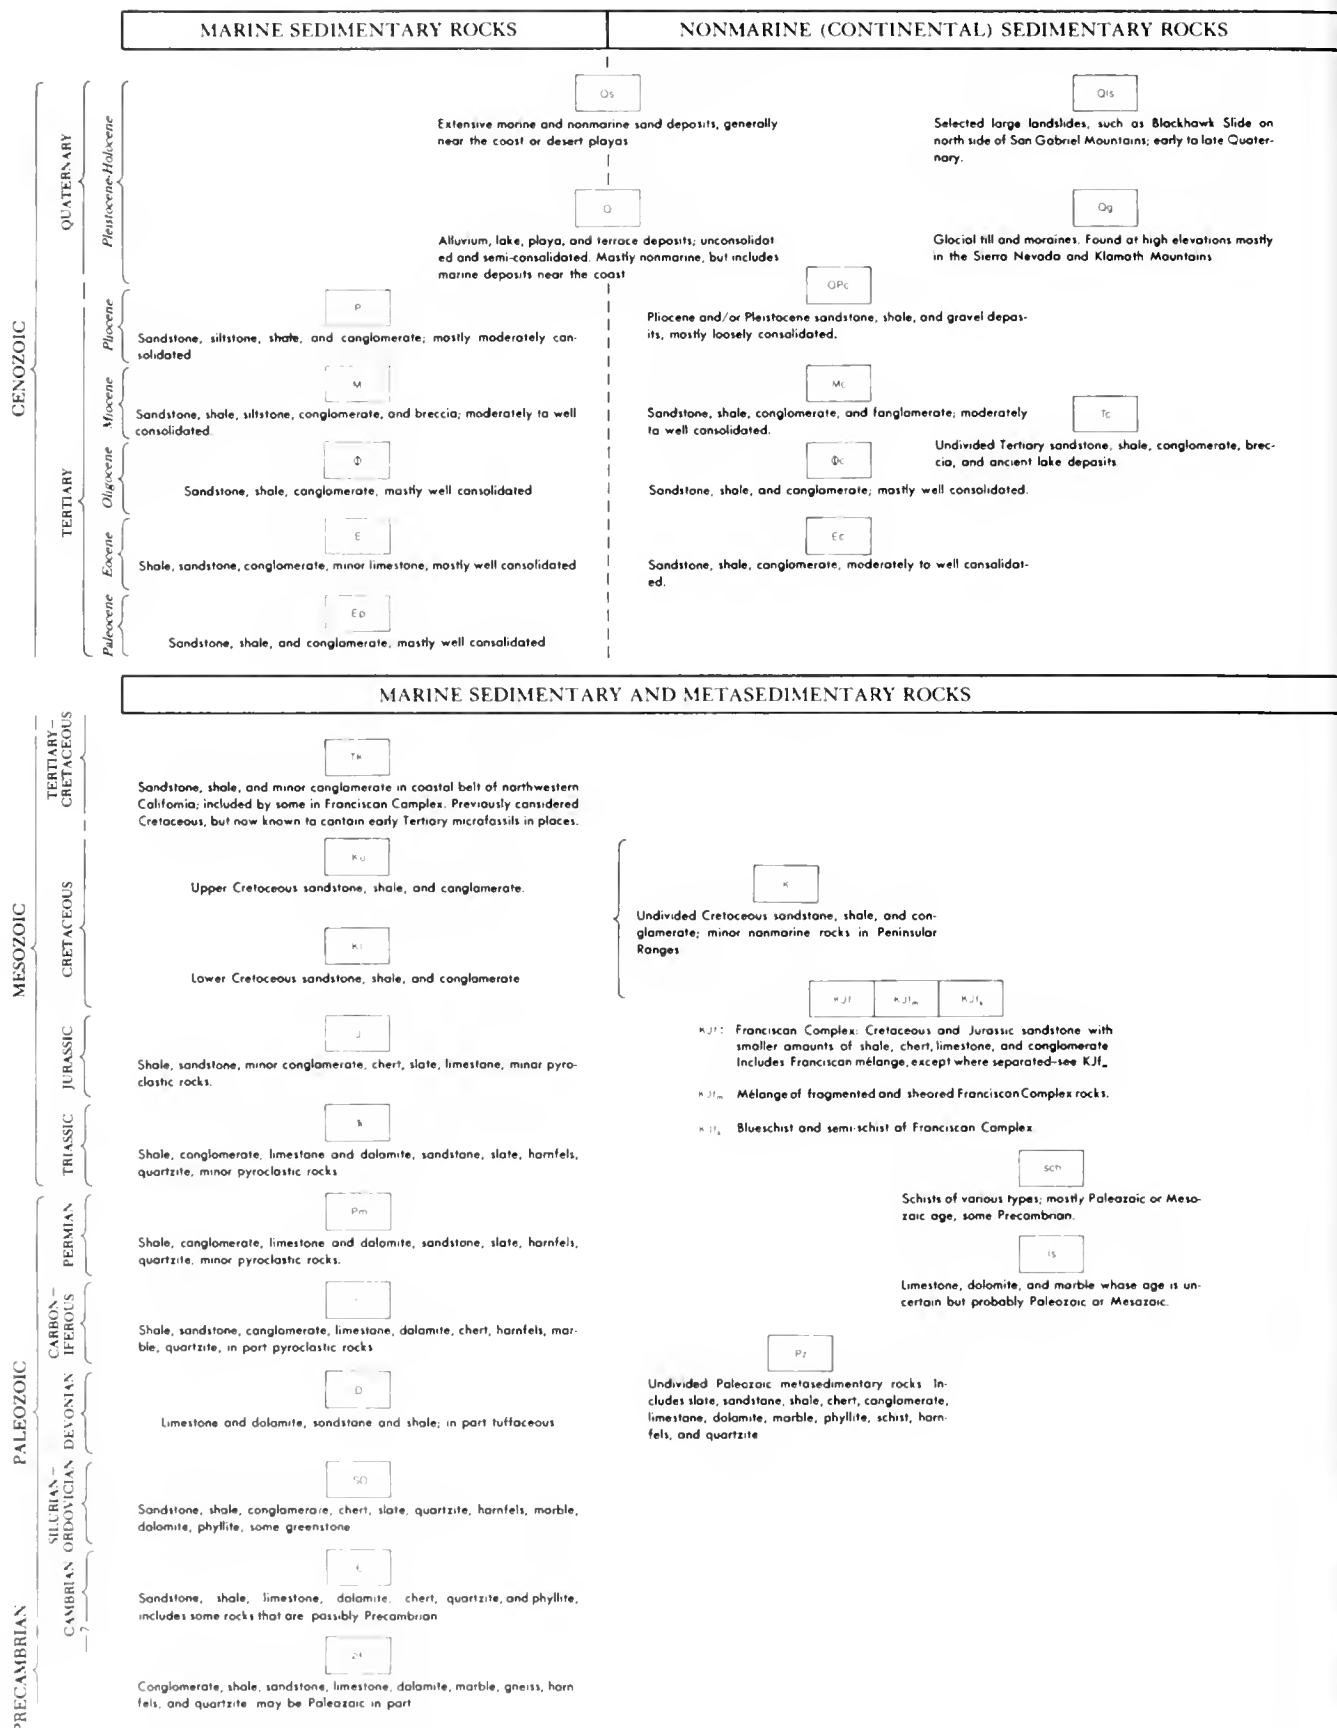 MARINE SEDIMENTARY ROCKS
NONMARINE (CONTINENTAL) SEDIMENTARY ROCKS
CENOZOIC
QUATERNARY
Pleistocene-Holocene
Qs
Extensive marine and nonmarine sand deposits, generally
near the coast or desert playas
Qls
Selected large landslides, such as Blackhawk Slide on
north side of San Gabriel Mountains; early to late Quater-
nary.
Q
Alluvium, lake, playa, and terrace deposits; unconsolidat
ed and semi-consolidated. Mostly nonmarine, but includes
marine deposits near the coast
Qg
Glacial till and moraines. Found at high elevations mostly
in the Sierra Nevada and Klamath Mountains
TERTIARY
Pliocene
P
Sandstone, siltstone, shale, and conglomerate; mostly moderately con-
solidated
QPc
Pliocene and/or Pleistocene sandstone, shale, and gravel depos-
its, mostly loosely consolidated.
Miocene
M
Sandstone, shale, siltstone, conglomerate, and breccia; moderately to well
consolidated.
Mc
Sandstone, shale, conglomerate, and fanglomerate; moderately
to well consolidated.
Tc
Undivided Tertiary sandstone, shale, conglomerate, brec-
cia, and ancient lake deposits
Oligocene
Φ
Sandstone, shale, conglomerate, mostly well consolidated
Φc
Sandstone, shale, and conglomerate; mostly well consolidated.
Eocene
E
Shale, sandstone, conglomerate, minor limestone, mostly well consolidated
Ec
Sandstone, shale, conglomerate, moderately to well consolidat-
ed.
Paleocene
Ep
Sandstone, shale, and conglomerate, mostly well consolidated
MARINE SEDIMENTARY AND METASEDIMENTARY ROCKS
MESOZOIC
TERTIARY–
CRETACEOUS
TK
Sandstone, shale, and minor conglomerate in coastal belt of northwestern
California; included by some in Franciscan Complex. Previously considered
Cretaceous, but now known to contain early Tertiary microfossils in places.
CRETACEOUS
Ku
Upper Cretaceous sandstone, shale, and conglomerate.
K
Undivided Cretaceous sandstone, shale, and con-
glomerate; minor nonmarine rocks in Peninsular
Ranges
Kl
Lower Cretaceous sandstone, shale, and conglomerate
KJf KJfm KJfs
KJf: Franciscan Complex: Cretaceous and Jurassic sandstone with
smaller amounts of shale, chert, limestone, and conglomerate
Includes Franciscan mélange, except where separated–see KJfm
KJfm Mélange of fragmented and sheared Franciscan Complex rocks.
KJfs Blueschist and semi-schist of Franciscan Complex
JURASSIC
J
Shale, sandstone, minor conglomerate, chert, slate, limestone, minor pyro-
clastic rocks.
TRIASSIC
Shale, conglomerate, limestone and dolomite, sandstone, slate, hornfels,
quartzite, minor pyroclastic rocks
sch
Schists of various types; mostly Paleozoic or Meso-
zoic age, some Precambrian.
PALEOZOIC
PERMIAN
Pm
Shale, conglomerate, limestone and dolomite, sandstone, slate, hornfels,
quartzite, minor pyroclastic rocks.
ls
Limestone, dolomite, and marble whose age is un-
certain but probably Paleozoic or Mesozoic.
CARBON–
IFEROUS
Shale, sandstone, conglomerate, limestone, dolomite, chert, hornfels, mar-
ble, quartzite, in part pyroclastic rocks
Pz
Undivided Paleozoic metasedimentary rocks In-
cludes slate, sandstone, shale, chert, conglomerate,
limestone, dolomite, marble, phyllite, schist, horn-
fels, and quartzite
DEVONIAN
D
Limestone and dolomite, sandstone and shale; in part tuffaceous
SILURIAN–
ORDOVICIAN
SO
Sandstone, shale, conglomerate, chert, slate, quartzite, hornfels, marble,
dolomite, phyllite, some greenstone
CAMBRIAN
—?
Sandstone, shale, limestone, dolomite, chert, quartzite, and phyllite,
includes some rocks that are possibly Precambrian
PRECAMBRIAN
Conglomerate, shale, sandstone, limestone, dolomite, marble, gneiss, horn
fels, and quartzite may be Paleozoic in part